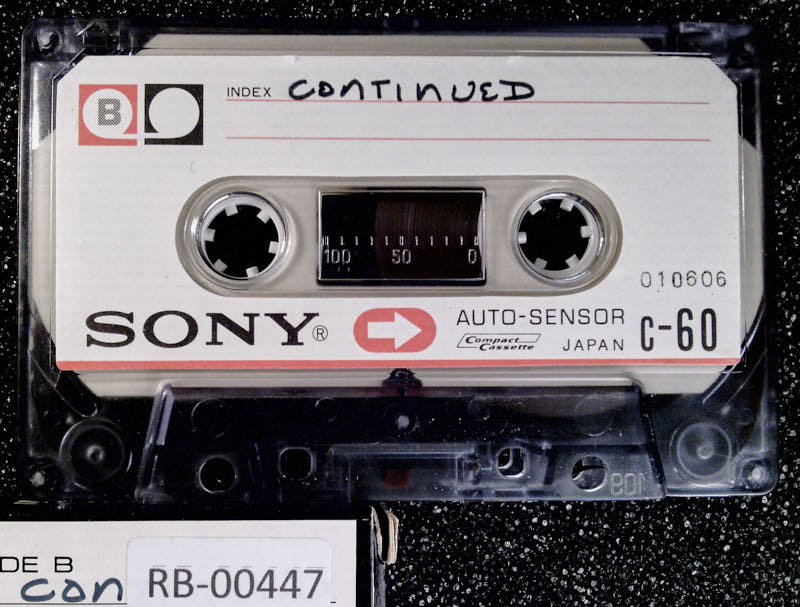 B INDEX CONTINUED
100 50 0
010606
SONY® AUTO-SENSOR C-60
Compact Cassette JAPAN
DE B
con RB-00447